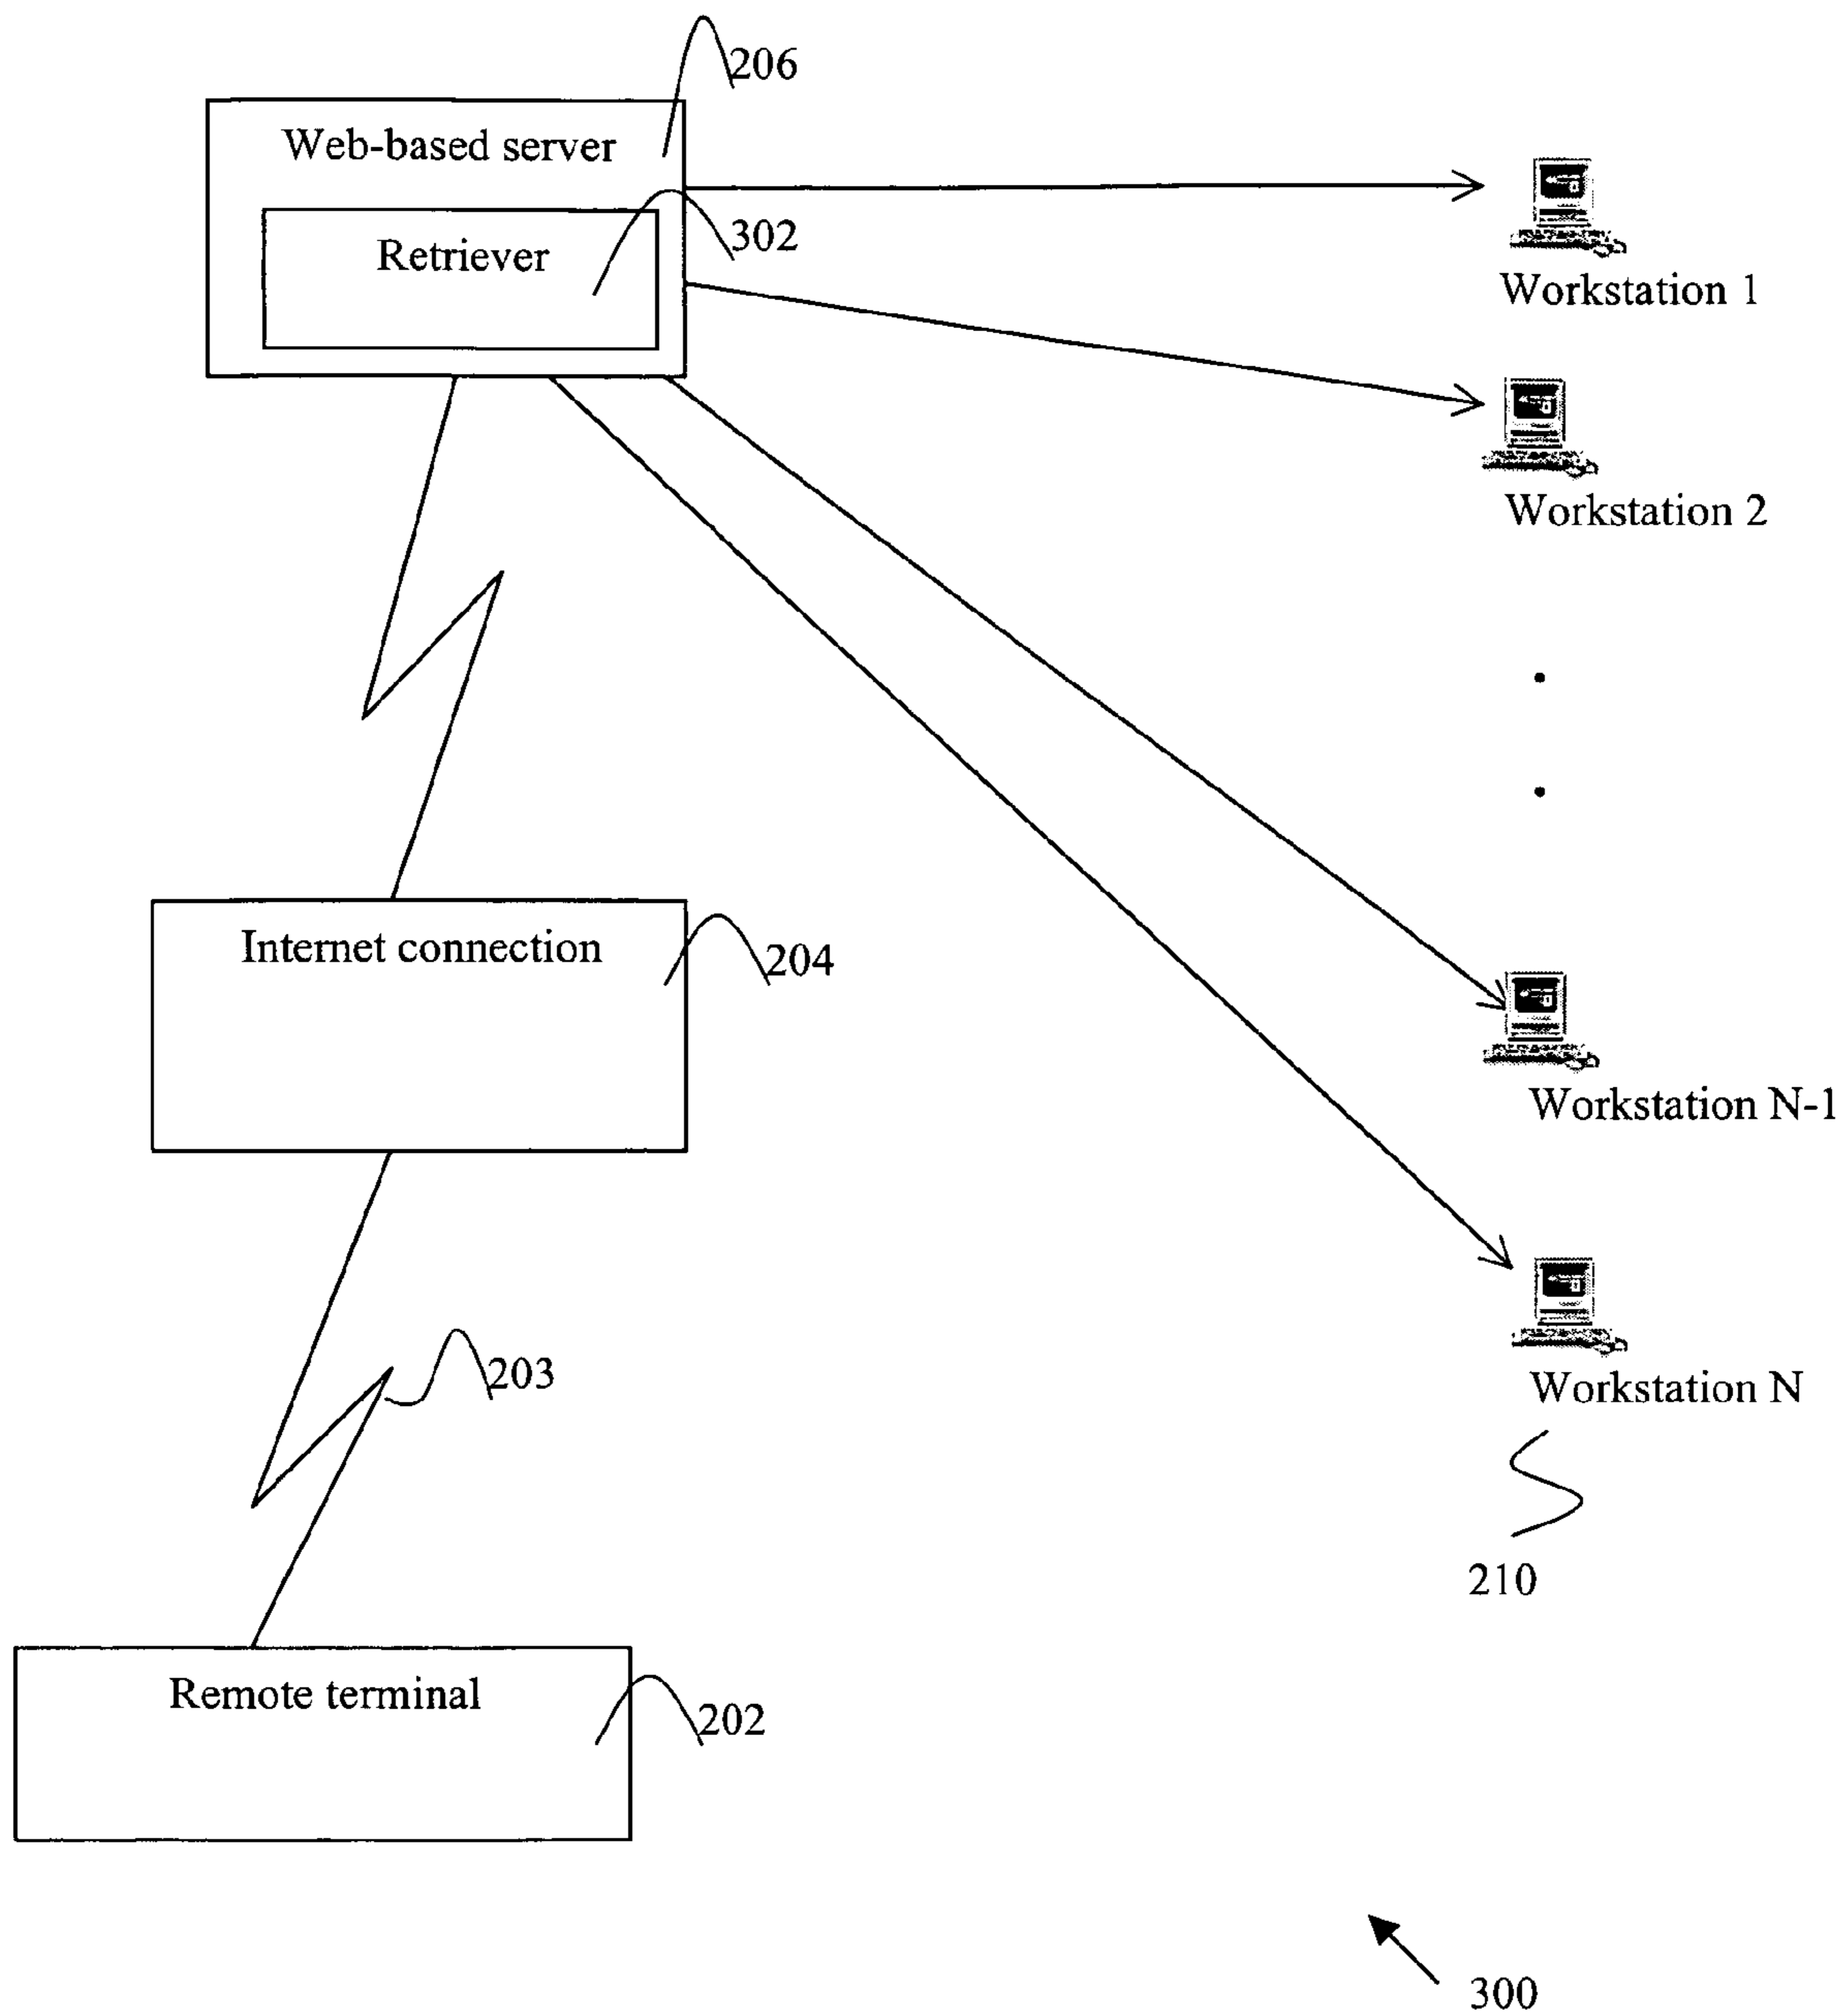 206
Web-based server
302
Retriever
Workstation 1
Workstation 2
Internet connection
204
Workstation N-1
203
Workstation N
210
Remote terminal
202
300